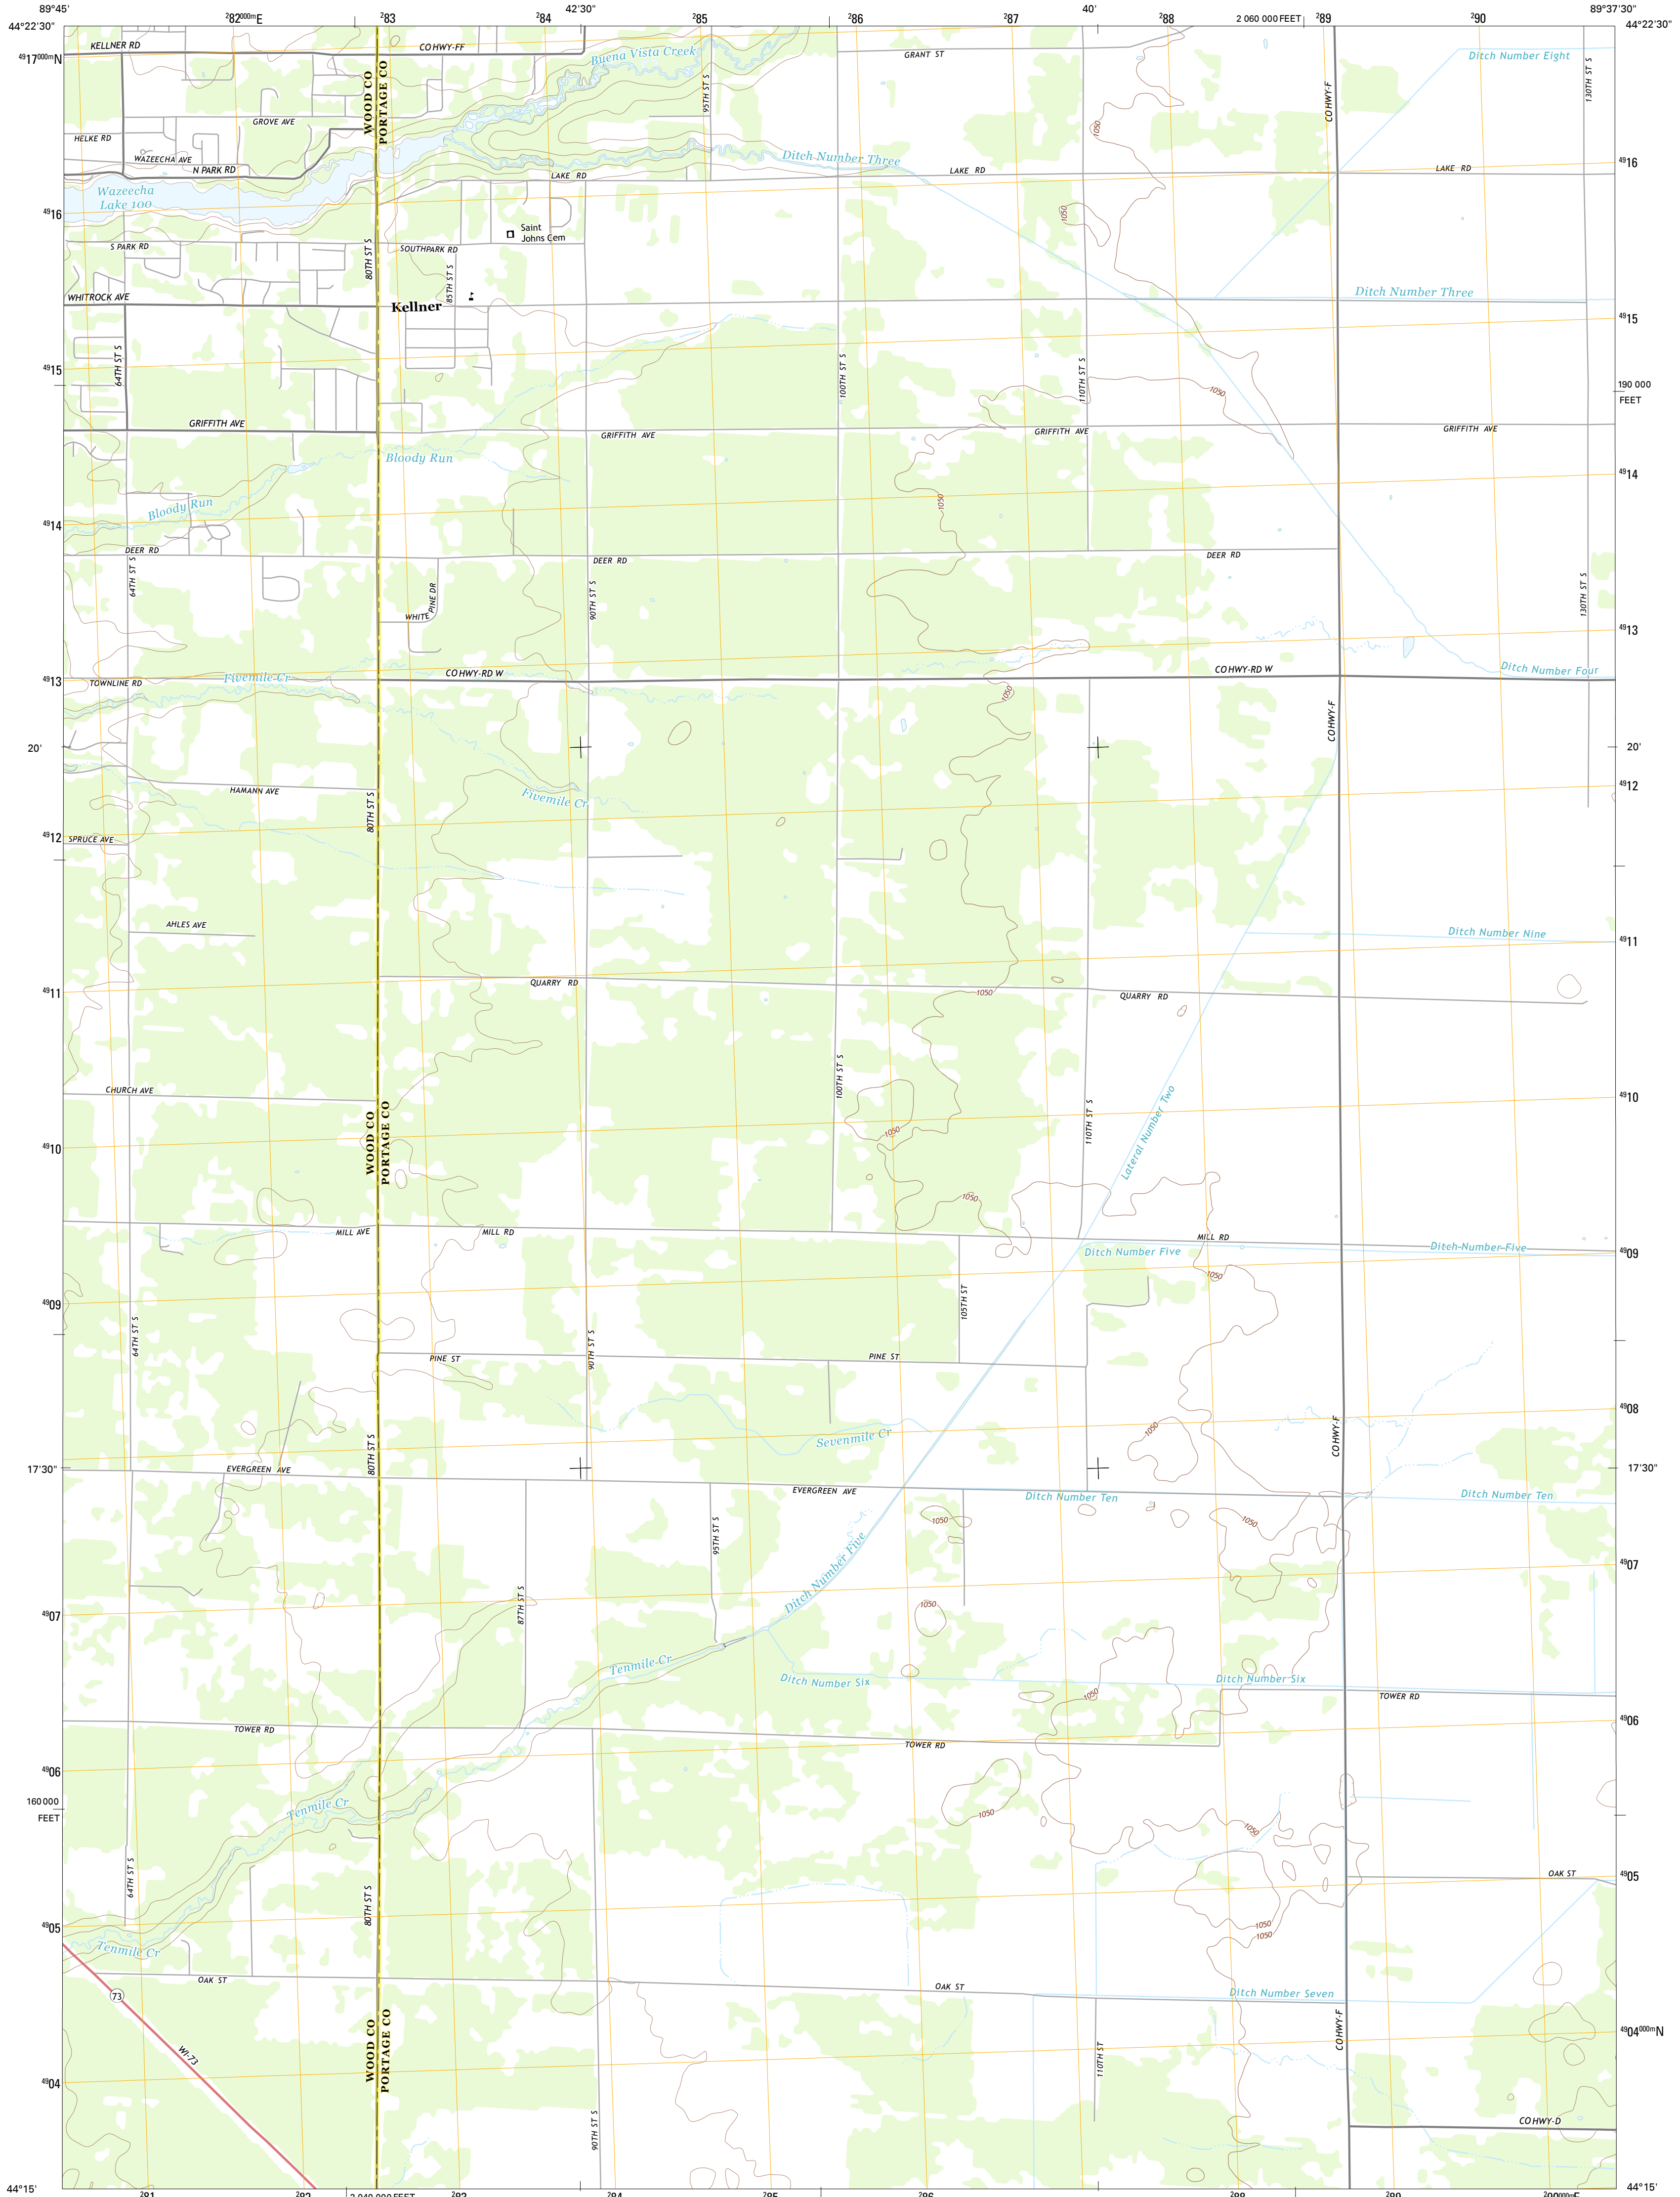 89°45'
²82⁰⁰⁰ᵐE
²83
²84
42'30"
²85
²86
²87
40'
²88
2 060 000 FEET
²89
²90
89°37'30"
44°22'30"
44°22'30"
KELLNER RD
CO HWY-FF
Buena Vista Creek
GRANT ST
Ditch Number Eight
⁴⁹17⁰⁰⁰ᵐN
WOOD CO
PORTAGE CO
95TH ST S
CO HWY-F
130TH ST S
GROVE AVE
HELKE RD
1050
WAZEECHA AVE
N PARK RD
Ditch Number Three
LAKE RD
LAKE RD
LAKE RD
⁴⁹16
Wazeecha
Lake 100
⁴⁹16
1050
Saint
Johns Cem
S PARK RD
SOUTHPARK RD
80TH ST S
85TH ST S
WHITROCK AVE
Kellner
Ditch Number Three
⁴⁹15
64TH ST S
100TH ST S
110TH ST S
⁴⁹15
1050
190 000
FEET
GRIFFITH AVE
GRIFFITH AVE
GRIFFITH AVE
GRIFFITH AVE
Bloody Run
⁴⁹14
Bloody Run
1050
⁴⁹14
DEER RD
DEER RD
DEER RD
64TH ST S
WHITE PINE DR
90TH ST S
130TH ST S
⁴⁹13
⁴⁹13
TOWNLINE RD
Fivemile Cr
CO HWY-RD W
CO HWY-RD W
Ditch Number Four
1050
CO HWY-F
20'
20'
⁴⁹12
HAMANN AVE
80TH ST S
Fivemile Cr
⁴⁹12
SPRUCE AVE
AHLES AVE
Ditch Number Nine
⁴⁹11
⁴⁹11
QUARRY RD
1050
QUARRY RD
100TH ST S
CHURCH AVE
⁴⁹10
WOOD CO
PORTAGE CO
1050
110TH ST S
Lateral Number Two
⁴⁹10
1050
MILL AVE
MILL RD
MILL RD
Ditch Number Five
Ditch Number Five
⁴⁹09
1050
⁴⁹09
64TH ST S
90TH ST S
105TH ST
PINE ST
PINE ST
⁴⁹08
80TH ST S
Sevenmile Cr
1050
CO HWY-F
17'30"
17'30"
EVERGREEN AVE
EVERGREEN AVE
Ditch Number Ten
Ditch Number Ten
1050
1050
95TH ST S
Ditch Number Five
⁴⁹07
⁴⁹07
87TH ST S
1050
Tenmile Cr
Ditch Number Six
Ditch Number Six
1050
TOWER RD
⁴⁹06
TOWER RD
TOWER RD
⁴⁹06
160 000
FEET
Tenmile Cr
1050
1050
64TH ST S
80TH ST S
OAK ST
⁴⁹05
⁴⁹05
1050
1050
Tenmile Cr
OAK ST
OAK ST
73
Ditch Number Seven
WI-73
WOOD CO
PORTAGE CO
110TH ST
CO HWY-F
⁴⁹04⁰⁰⁰ᵐN
⁴⁹04
90TH ST S
CO HWY-D
44°15'
44°15'